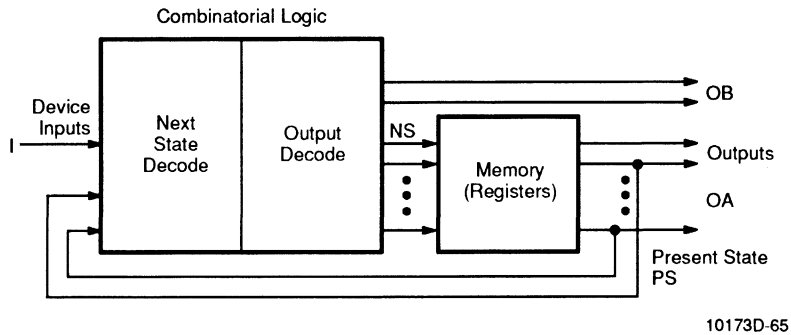 Combinatorial Logic
Device
Inputs
I
Next
State
Decode
Output
Decode
NS
Memory
(Registers)
OB
Outputs
OA
Present State
PS
10173D-65